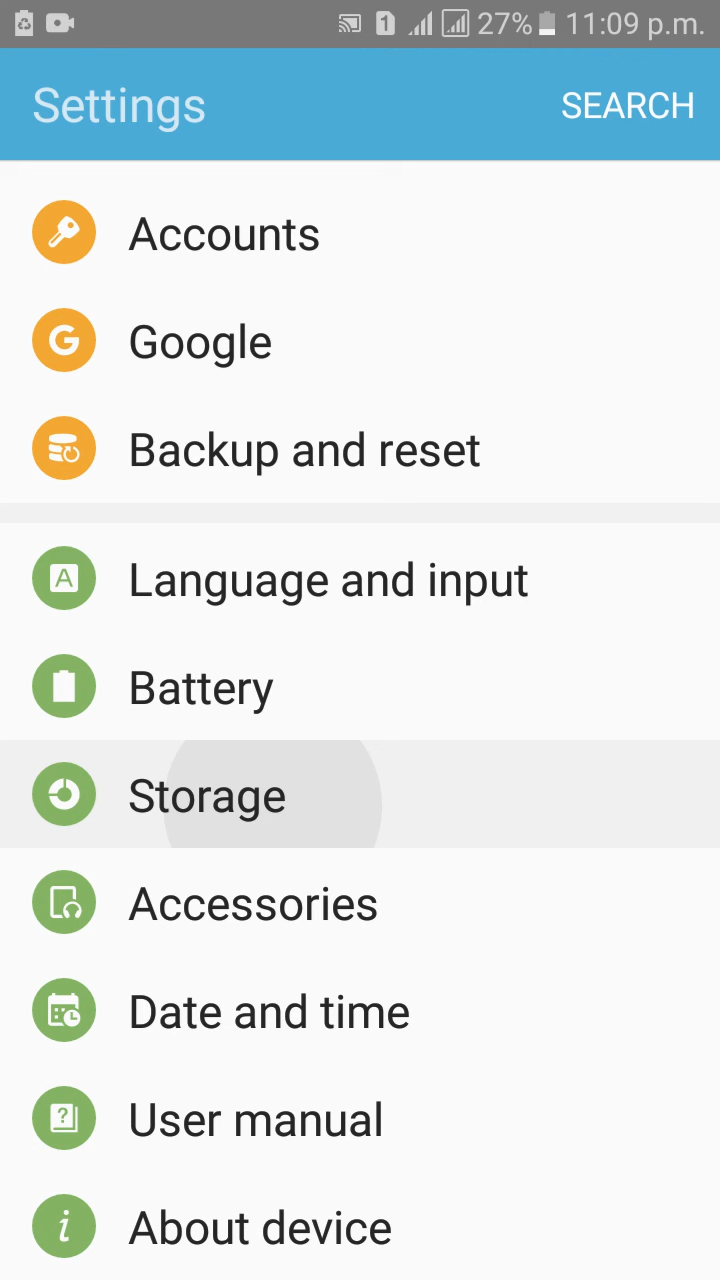 1 27% 11:09 p.m.
Settings SEARCH
Accounts
G Google
Backup and reset
A Language and input
Battery
Storage
Accessories
Date and time
? User manual
i About device